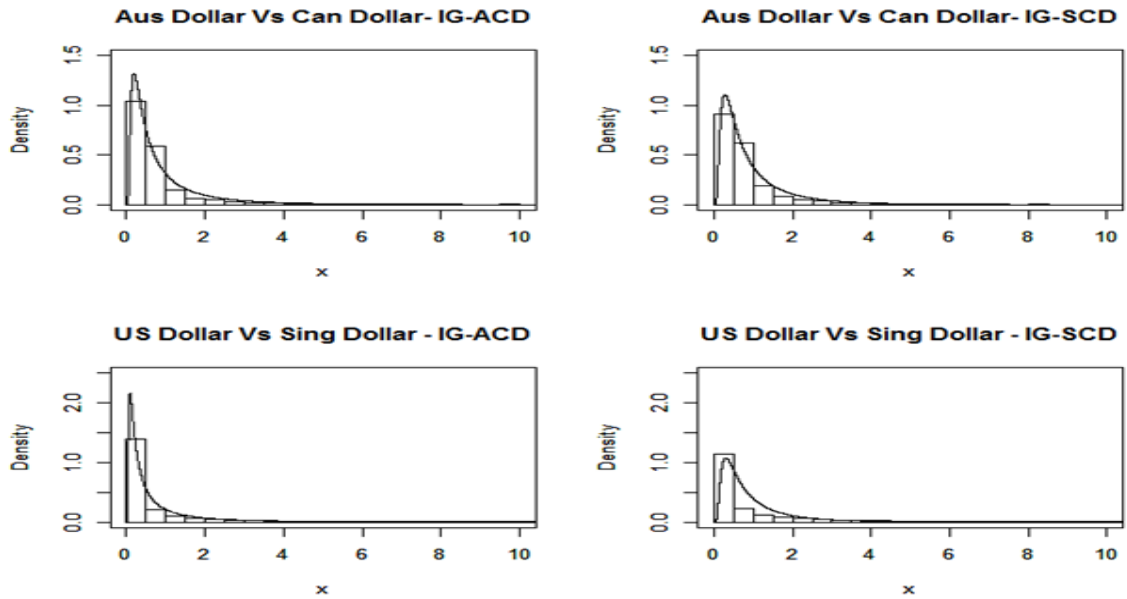 Aus Dollar Vs Can Dollar- IG-ACD
1.5
1.0
0.5
0.0
Density
0 2 4 6 8 10
x
Aus Dollar Vs Can Dollar- IG-SCD
1.5
1.0
0.5
0.0
Density
0 2 4 6 8 10
x
US Dollar Vs Sing Dollar - IG-ACD
2.0
1.0
0.0
Density
0 2 4 6 8 10
x
US Dollar Vs Sing Dollar - IG-SCD
2.0
1.0
0.0
Density
0 2 4 6 8 10
x